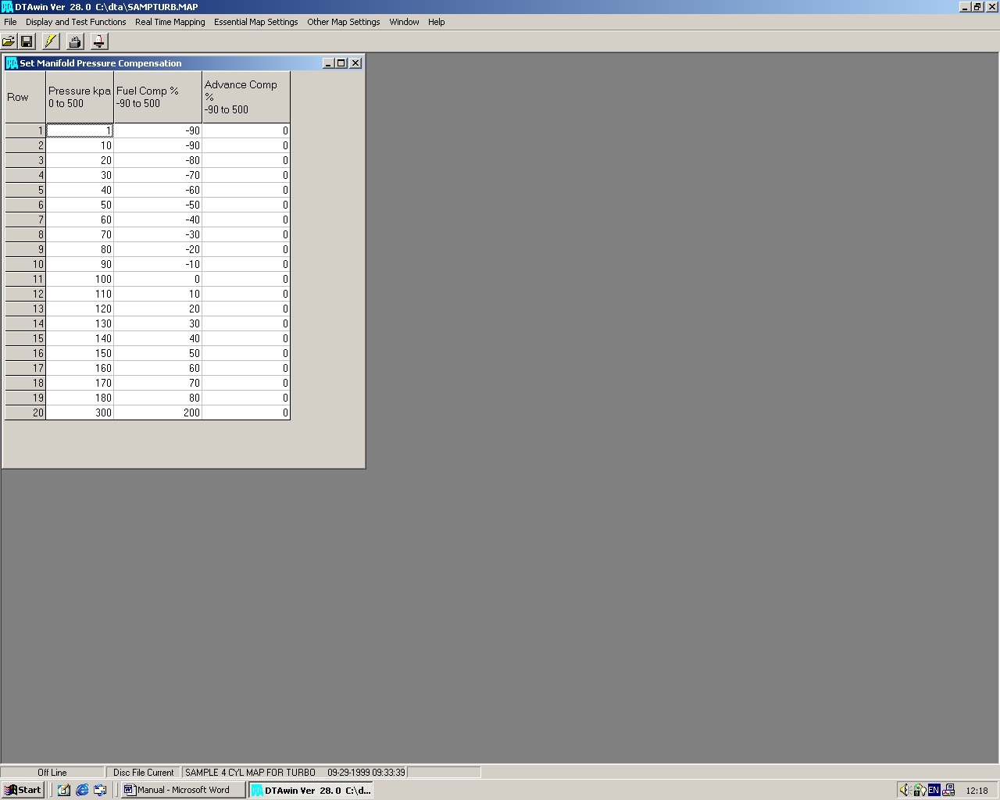 DTAwin Ver 28.0 C:\dta\SAMPTURB.MAP
File Display and Test Functions Real Time Mapping Essential Map Settings Other Map Settings Window Help
Set Manifold Pressure Compensation
Row Pressure kpa 0 to 500 Fuel Comp % -90 to 500 Advance Comp % -90 to 500
1 1 -90 0
2 10 -90 0
3 20 -80 0
4 30 -70 0
5 40 -60 0
6 50 -50 0
7 60 -40 0
8 70 -30 0
9 80 -20 0
10 90 -10 0
11 100 0 0
12 110 10 0
13 120 20 0
14 130 30 0
15 140 40 0
16 150 50 0
17 160 60 0
18 170 70 0
19 180 80 0
20 300 200 0
Off Line Disc File Current SAMPLE 4 CYL MAP FOR TURBO 09-29-1999 09:33:39
Start Manual - Microsoft Word DTAwin Ver 28.0 C:\d... EN 12:18